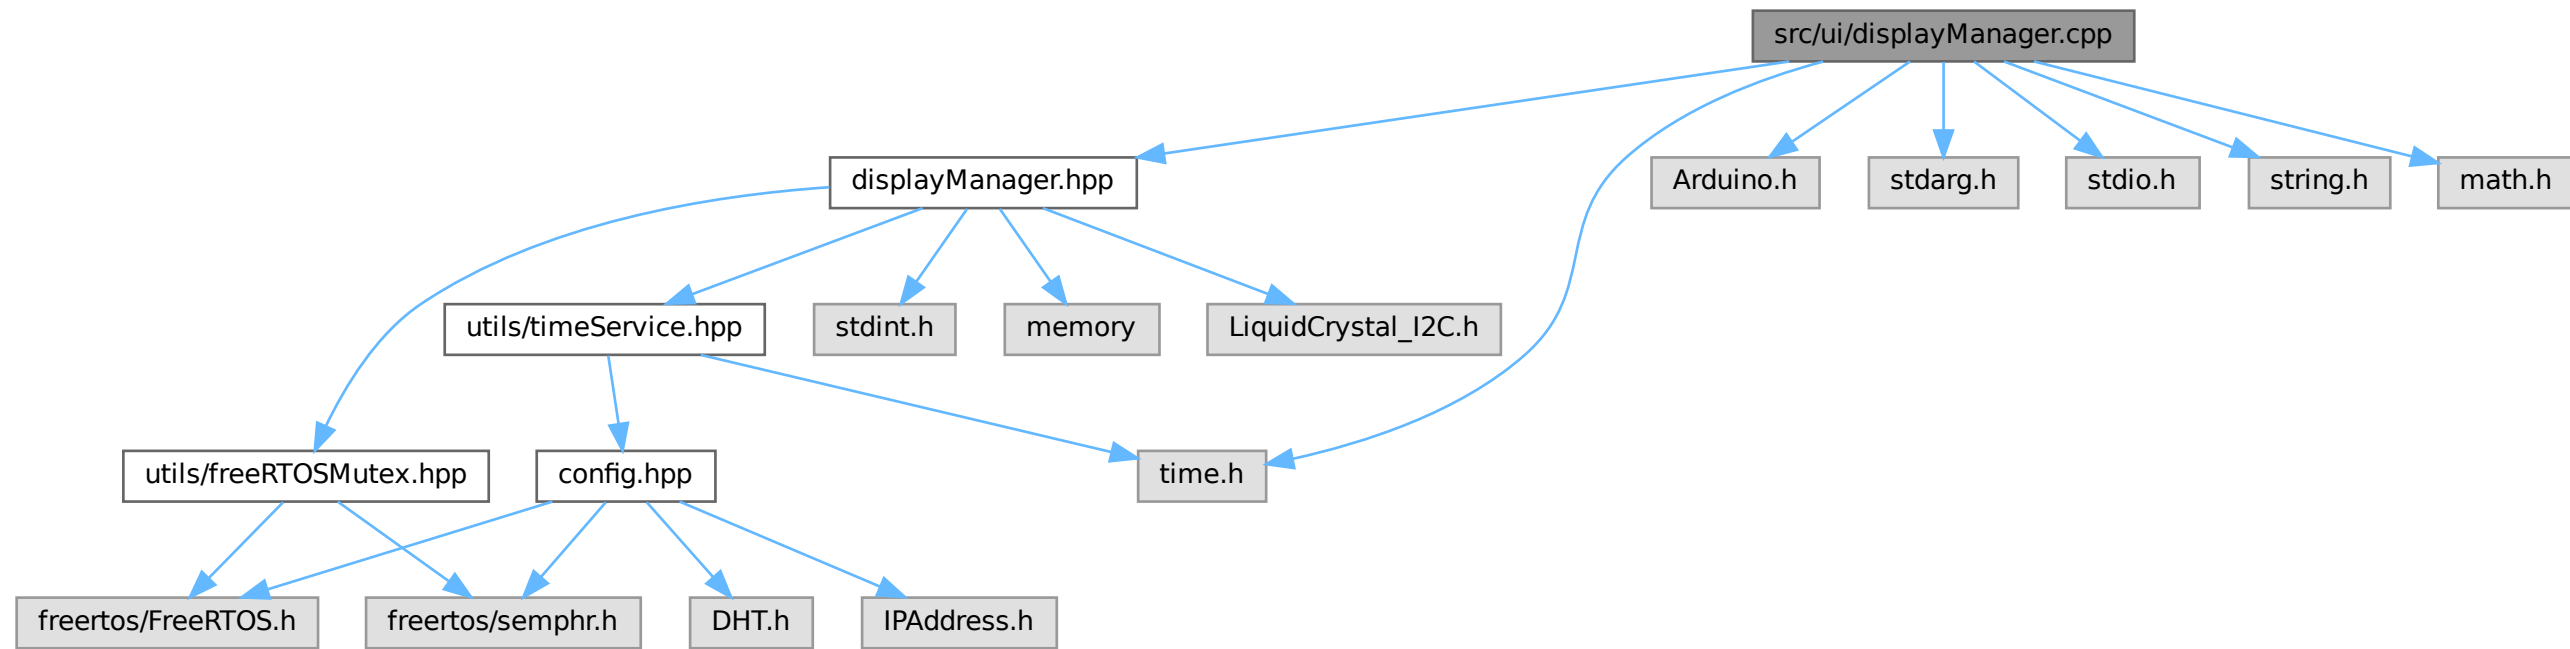 src/ui/displayManager.cpp
displayManager.hpp
Arduino.h
stdarg.h
stdio.h
string.h
math.h
utils/timeService.hpp
stdint.h
memory
LiquidCrystal_I2C.h
utils/freeRTOSMutex.hpp
config.hpp
time.h
freertos/FreeRTOS.h
freertos/semphr.h
DHT.h
IPAddress.h